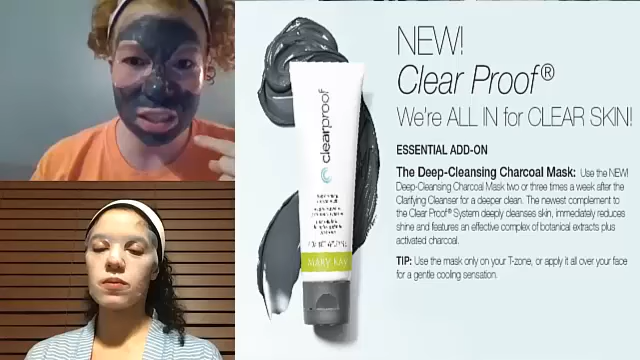 NEW!
Clear Proof®
We're ALL IN for CLEAR SKIN!
ESSENTIAL ADD-ON
The Deep-Cleansing Charcoal Mask: Use the NEW!
Deep-Cleansing Charcoal Mask two or three times a week after the
Clarifying Cleanser for a deeper clean. The newest complement to
the Clear Proof® System deeply cleanses skin, immediately reduces
shine and features an effective complex of botanical extracts plus
activated charcoal.
TIP: Use the mask only on your T-zone, or apply it all over your face
for a gentle cooling sensation.
clearproof
MARY KAY